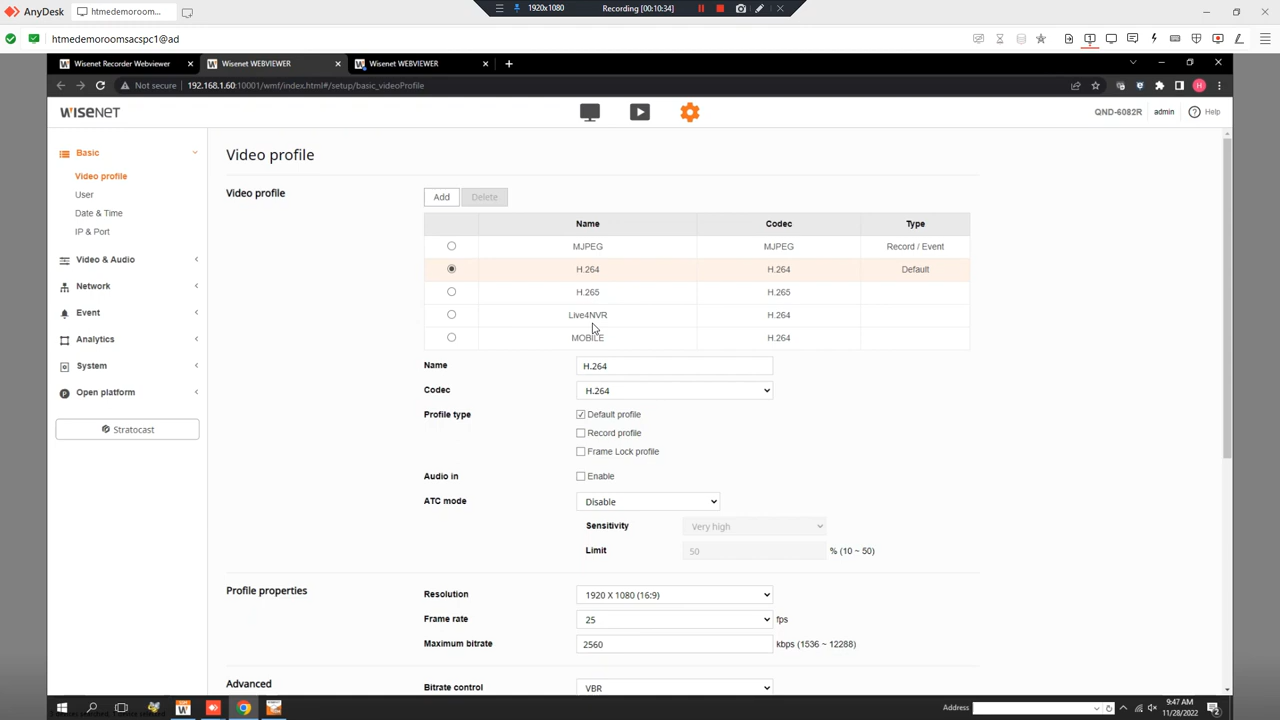 AnyDesk
htmedemoroom...
1920x1080
Recording [00:10:34]
htmedemoroomsacspc1@ad
Wisenet Recorder Webviewer
Wisenet WEBVIEWER
Wisenet WEBVIEWER
Not secure
192.168.1.60:10001/wmf/index.html#/setup/basic_videoProfile
H
WISENET
QND-6082R
admin
Help
Basic
Video profile
User
Date & Time
IP & Port
Video & Audio
Network
Event
Analytics
System
Open platform
Stratocast
Video profile
Video profile
Add
Delete
Name Codec Type
MJPEG MJPEG Record / Event
H.264 H.264 Default
H.265 H.265
Live4NVR H.264
MOBILE H.264
Name H.264
Codec H.264
Profile type Default profile
Record profile
Frame Lock profile
Audio in Enable
ATC mode Disable
Sensitivity Very high
Limit 50 % (10 ~ 50)
Profile properties
Resolution 1920 X 1080 (16:9)
Frame rate 25 fps
Maximum bitrate 2560 kbps (1536 ~ 12288)
Advanced
Bitrate control VBR
Address
9:47 AM
11/28/2022
2